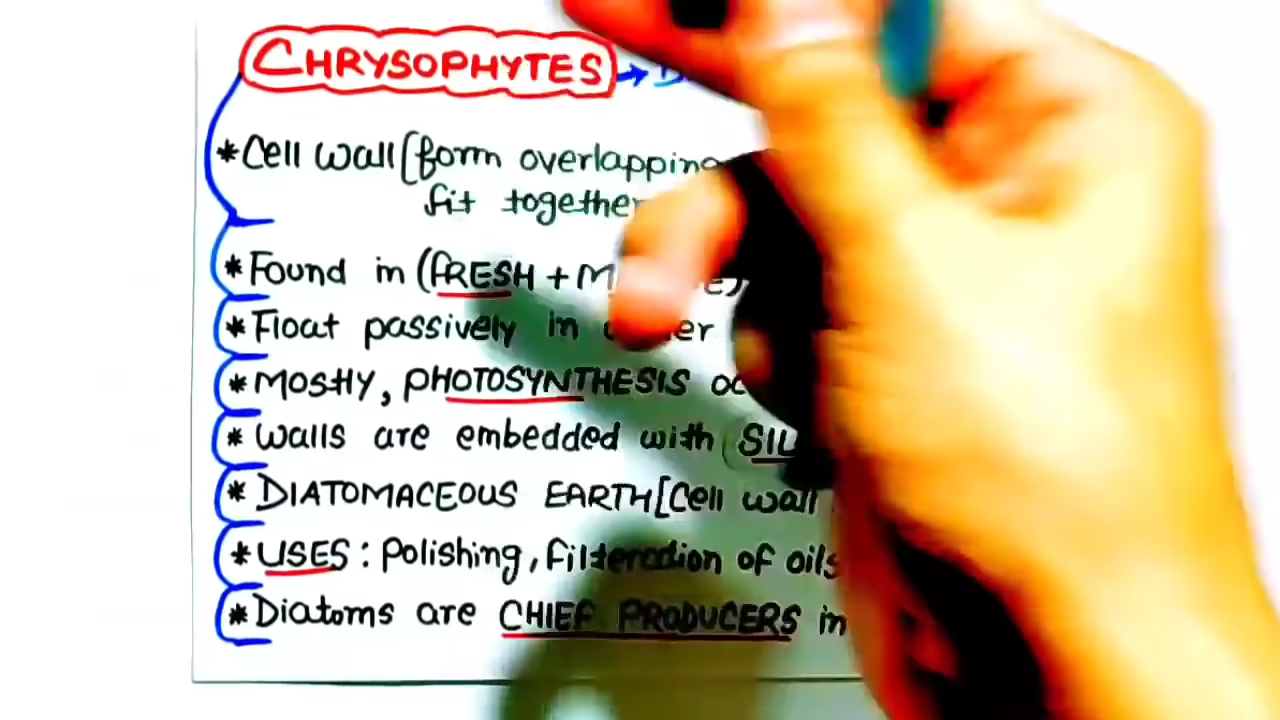 CHRYSOPHYTES →
* Cell wall [form overlapping
fit together
* Found in (FRESH +
* Float passively in
* Mostly, PHOTOSYNTHESIS
* Walls are embedded with
* DIATOMACEOUS EARTH [Cell wall
* USES: Polishing, filteration of oils
* Diatoms are CHIEF PRODUCERS in